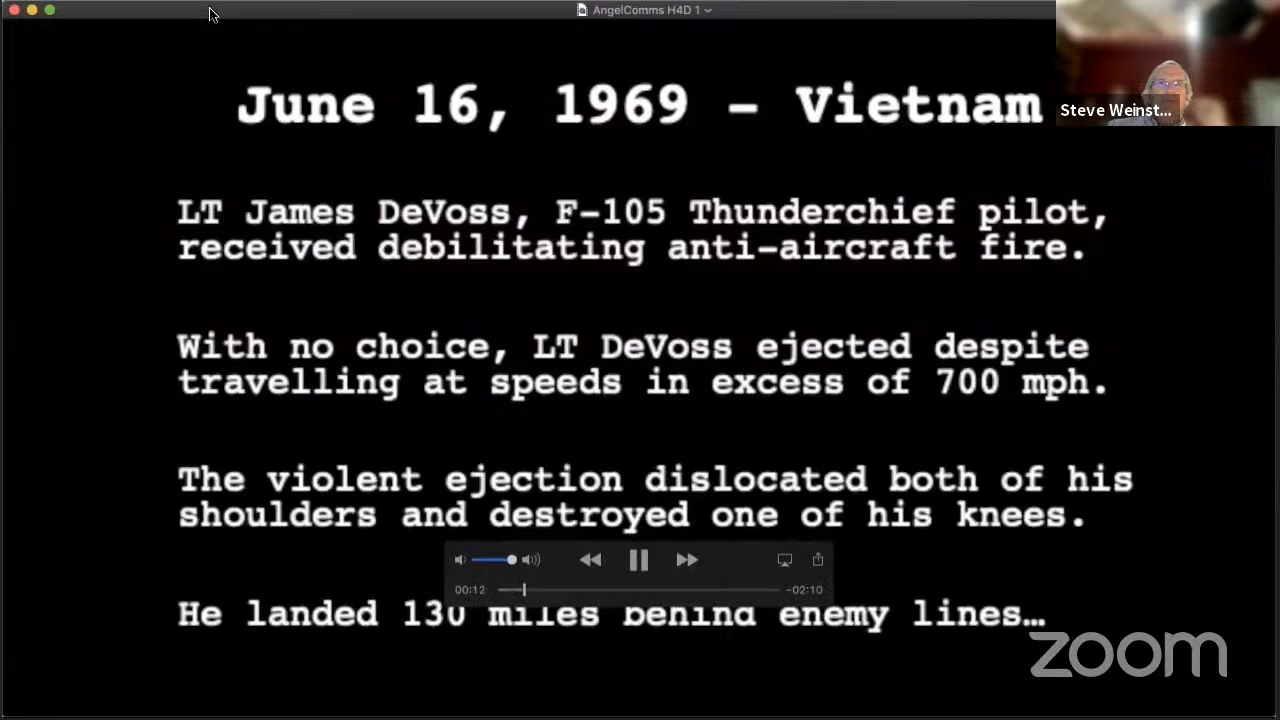 AngelComms H4D 1
Steve Weinst...
June 16, 1969 – Vietnam
LT James DeVoss, F-105 Thunderchief pilot,
received debilitating anti-aircraft fire.
With no choice, LT DeVoss ejected despite
travelling at speeds in excess of 700 mph.
The violent ejection dislocated both of his
shoulders and destroyed one of his knees.
00:12
-02:10
He landed 130 miles behind enemy lines…
zoom